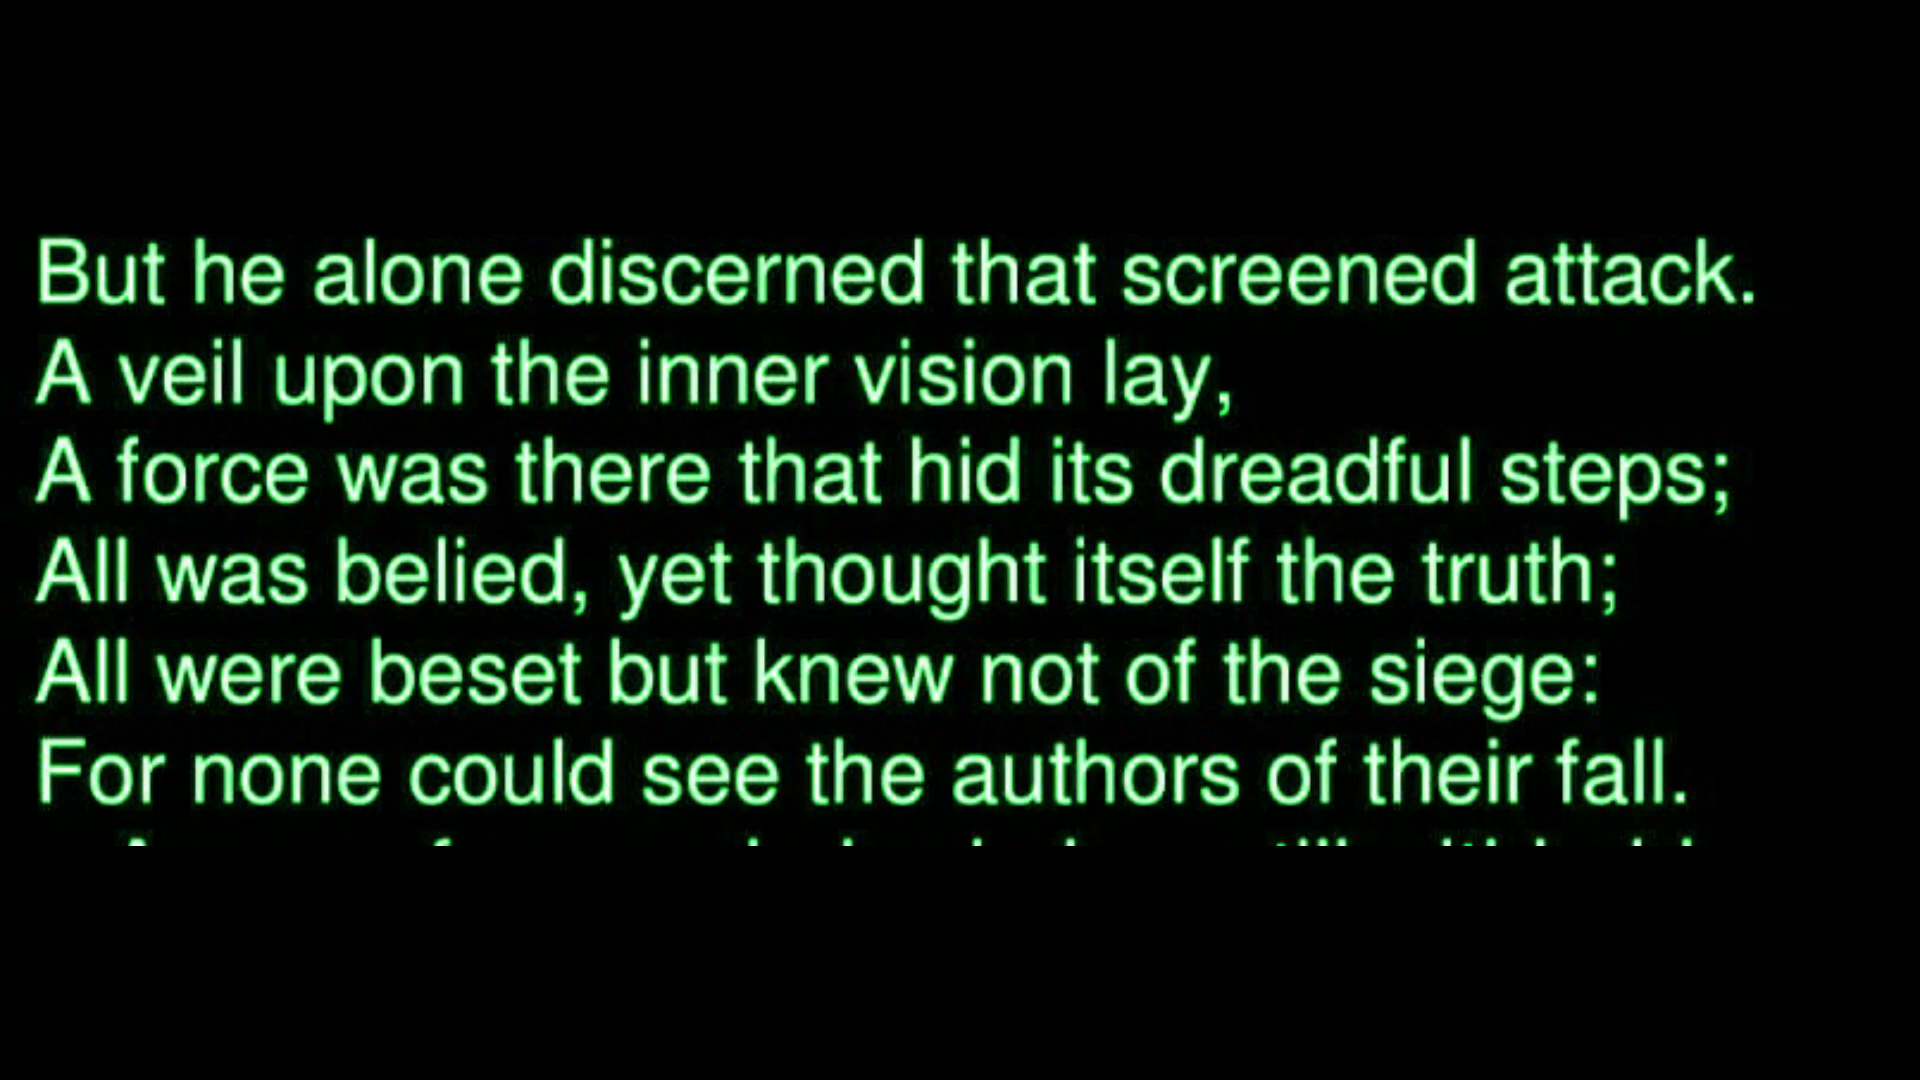 But he alone discerned that screened attack.
A veil upon the inner vision lay,
A force was there that hid its dreadful steps;
All was belied, yet thought itself the truth;
All were beset but knew not of the siege:
For none could see the authors of their fall.